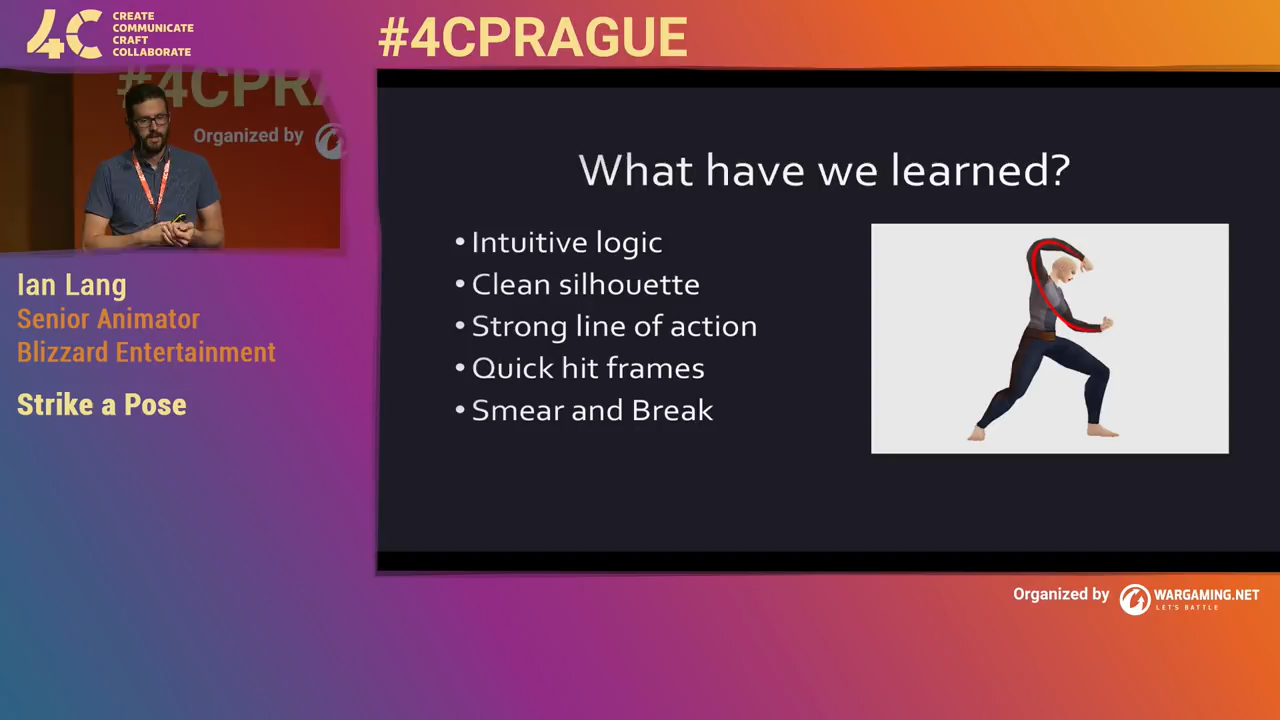 4C
CREATE
COMMUNICATE
CRAFT
COLLABORATE
#4CPRAGUE
#4CPR
Organized by
Ian Lang
Senior Animator
Blizzard Entertainment
Strike a Pose
What have we learned?
• Intuitive logic
• Clean silhouette
• Strong line of action
• Quick hit frames
• Smear and Break
Organized by
WARGAMING.NET
LET'S BATTLE